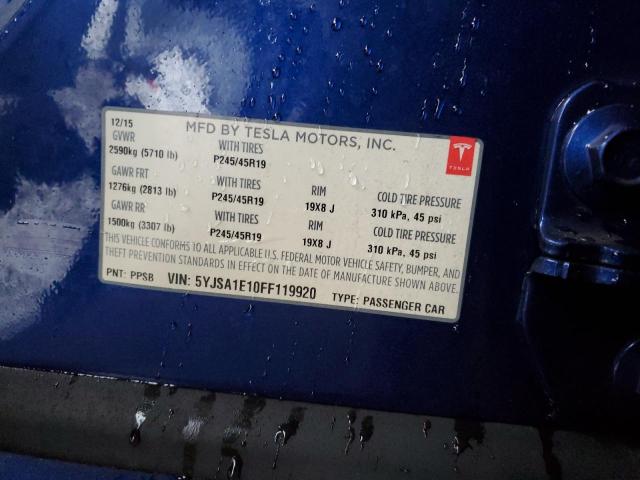 12/15 MFD BY TESLA MOTORS, INC.
GVWR WITH TIRES
2590kg (5710 lb) P245/45R19
GAWR FRT WITH TIRES RIM COLD TIRE PRESSURE
1276kg (2813 lb) P245/45R19 19X8 J 310 kPa, 45 psi
GAWR RR WITH TIRES RIM COLD TIRE PRESSURE
1500kg (3307 lb) P245/45R19 19X8 J 310 kPa, 45 psi
THIS VEHICLE CONFORMS TO ALL APPLICABLE U.S. FEDERAL MOTOR VEHICLE SAFETY, BUMPER, AND
THEFT PREVENTION STANDARDS IN EFFECT ON THE DATE OF MANUFACTURE SHOWN ABOVE.
PNT: PPSB VIN: 5YJSA1E10FF119920 TYPE: PASSENGER CAR
TESLA